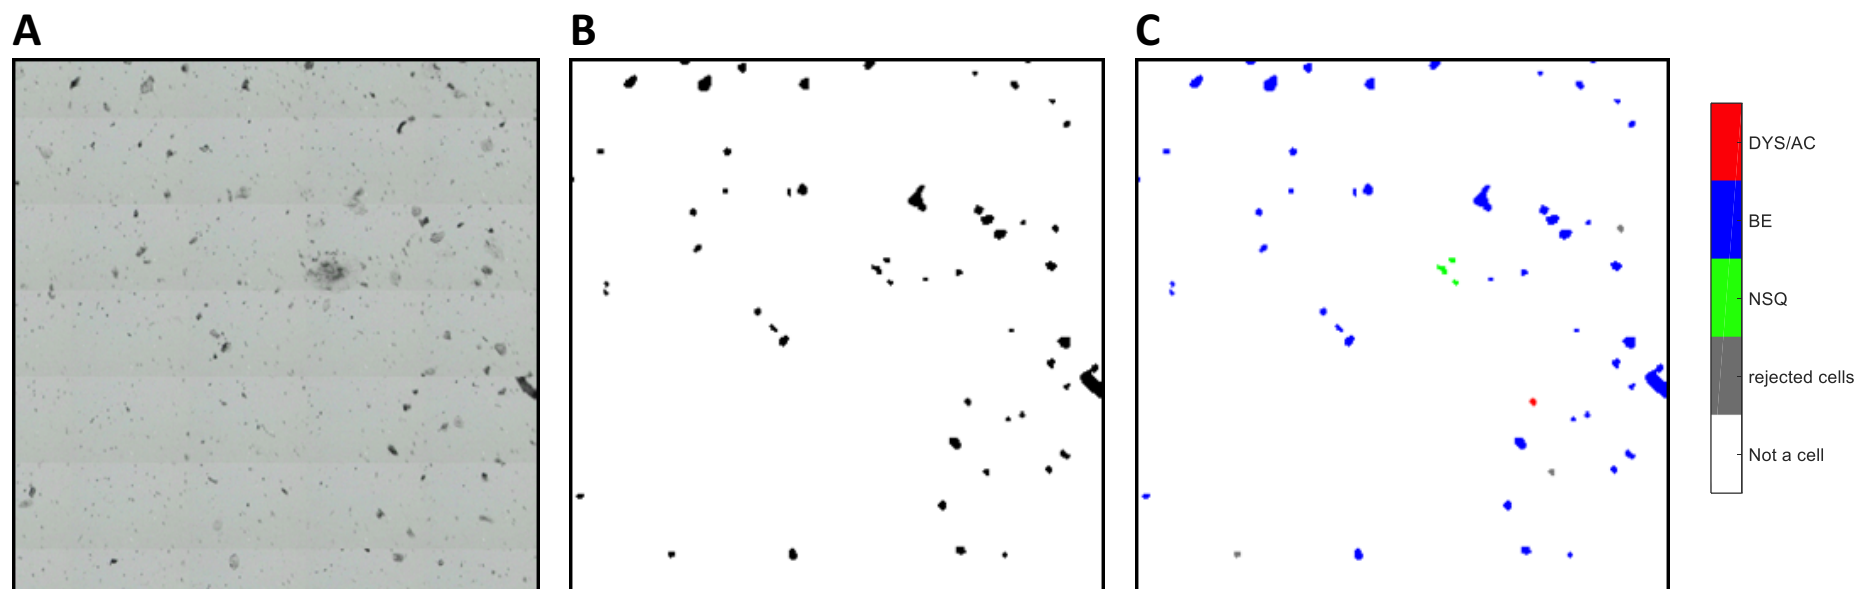 A
B
C
DYS/AC
BE
NSQ
rejected cells
Not a cell